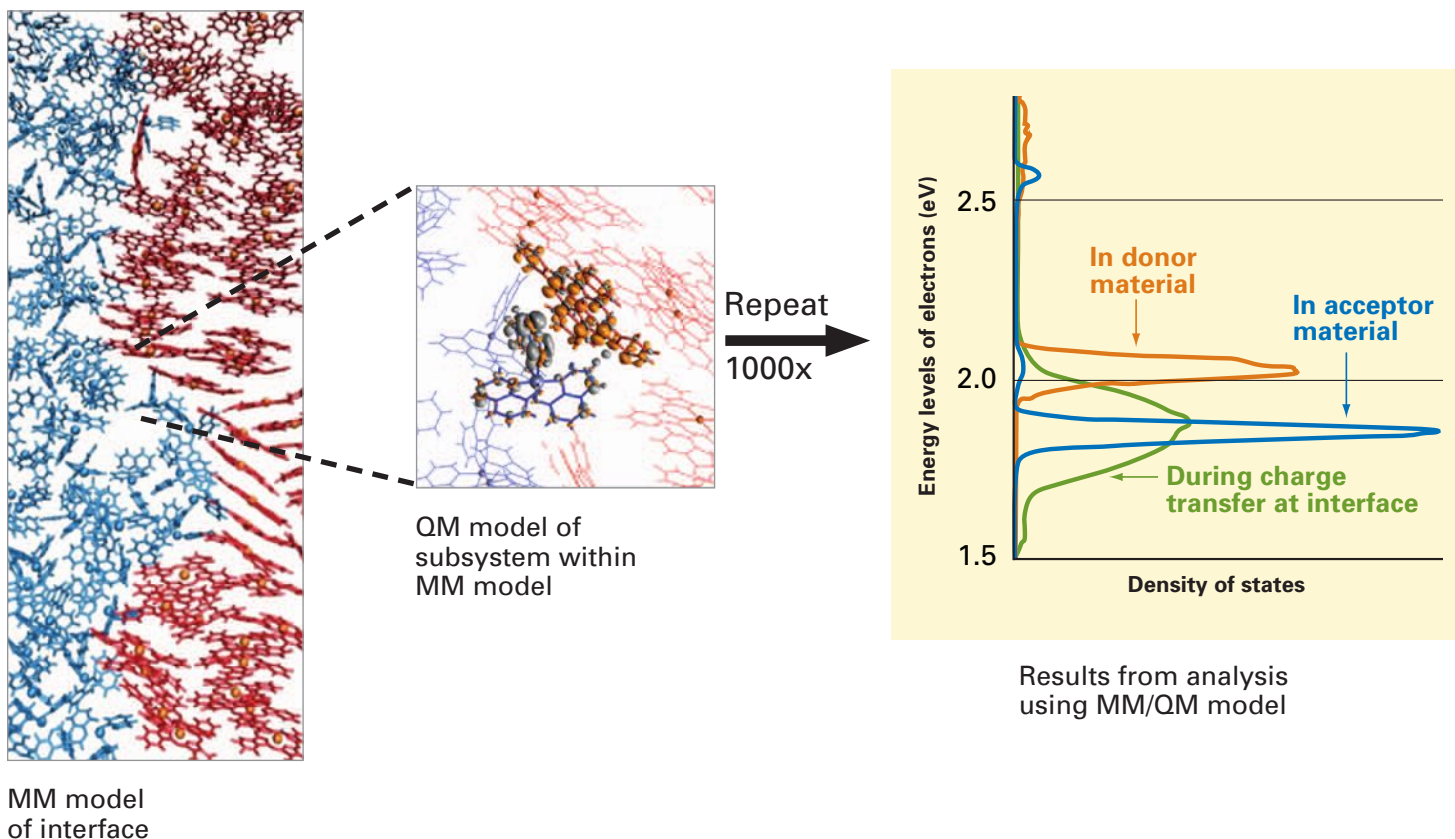 MM model
of interface
QM model of
subsystem within
MM model
Repeat
1000x
Energy levels of electrons (eV)
2.5
2.0
1.5
In donor
material
In acceptor
material
During charge
transfer at interface
Density of states
Results from analysis
using MM/QM model